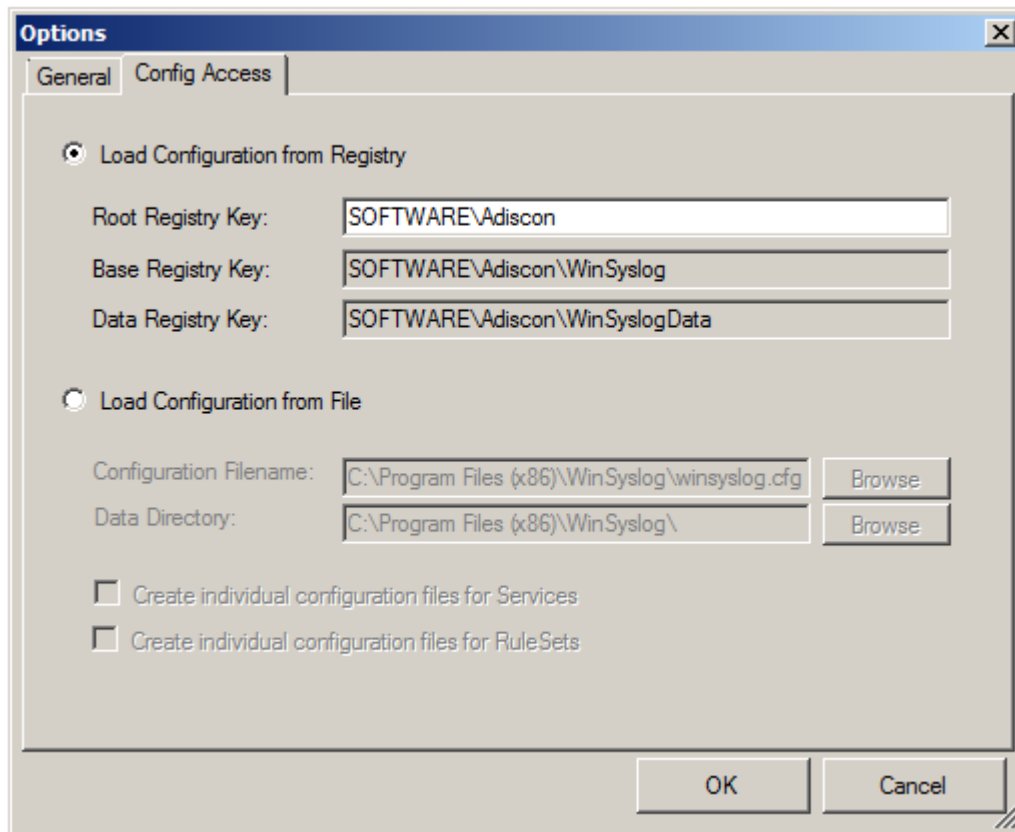 Options
General
Config Access
Load Configuration from Registry
Root Registry Key: SOFTWARE\Adiscon
Base Registry Key: SOFTWARE\Adiscon\WinSyslog
Data Registry Key: SOFTWARE\Adiscon\WinSyslogData
Load Configuration from File
Configuration Filename: C:\Program Files (x86)\WinSyslog\winsyslog.cfg Browse
Data Directory: C:\Program Files (x86)\WinSyslog\ Browse
Create individual configuration files for Services
Create individual configuration files for RuleSets
OK Cancel